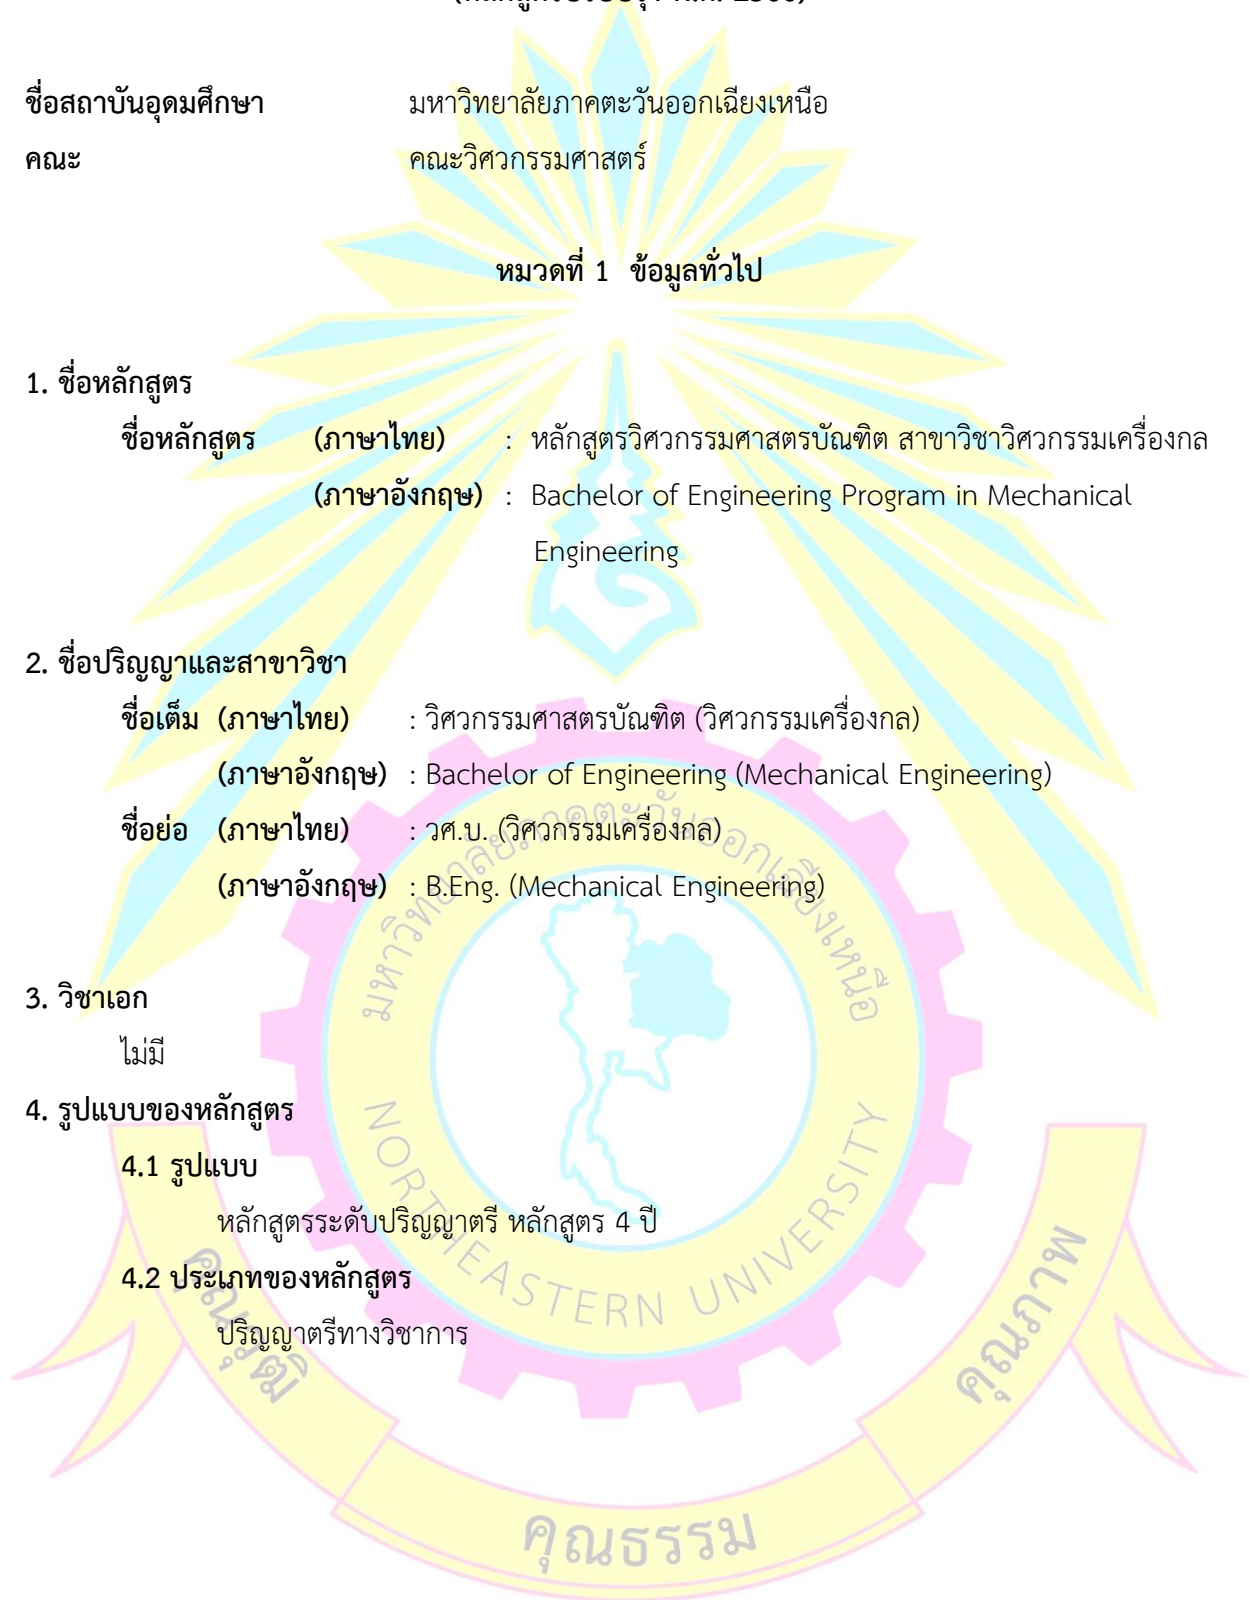 ชื่อสถาบันอุดมศึกษา มหาวิทยาลัยภาคตะวันออกเฉียงเหนือ
คณะ คณะวิศวกรรมศาสตร์
หมวดที่ 1 ข้อมูลทั่วไป
1. ชื่อหลักสูตร
ชื่อหลักสูตร (ภาษาไทย) : หลักสูตรวิศวกรรมศาสตรบัณฑิต สาขาวิชาวิศวกรรมเครื่องกล
(ภาษาอังกฤษ) : Bachelor of Engineering Program in Mechanical
Engineering
2. ชื่อปริญญาและสาขาวิชา
ชื่อเต็ม (ภาษาไทย) : วิศวกรรมศาสตรบัณฑิต (วิศวกรรมเครื่องกล)
(ภาษาอังกฤษ) : Bachelor of Engineering (Mechanical Engineering)
ชื่อย่อ (ภาษาไทย) : วศ.บ. (วิศวกรรมเครื่องกล)
(ภาษาอังกฤษ) : B.Eng. (Mechanical Engineering)
3. วิชาเอก
ไม่มี
4. รูปแบบของหลักสูตร
4.1 รูปแบบ
หลักสูตรระดับปริญญาตรี หลักสูตร 4 ปี
4.2 ประเภทของหลักสูตร
ปริญญาตรีทางวิชาการ
มหาวิทยาลัยภาคตะวันออกเฉียงเหนือ
NORTHEASTERN UNIVERSITY
คุณวุฒิ
คุณธรรม
คุณภาพ